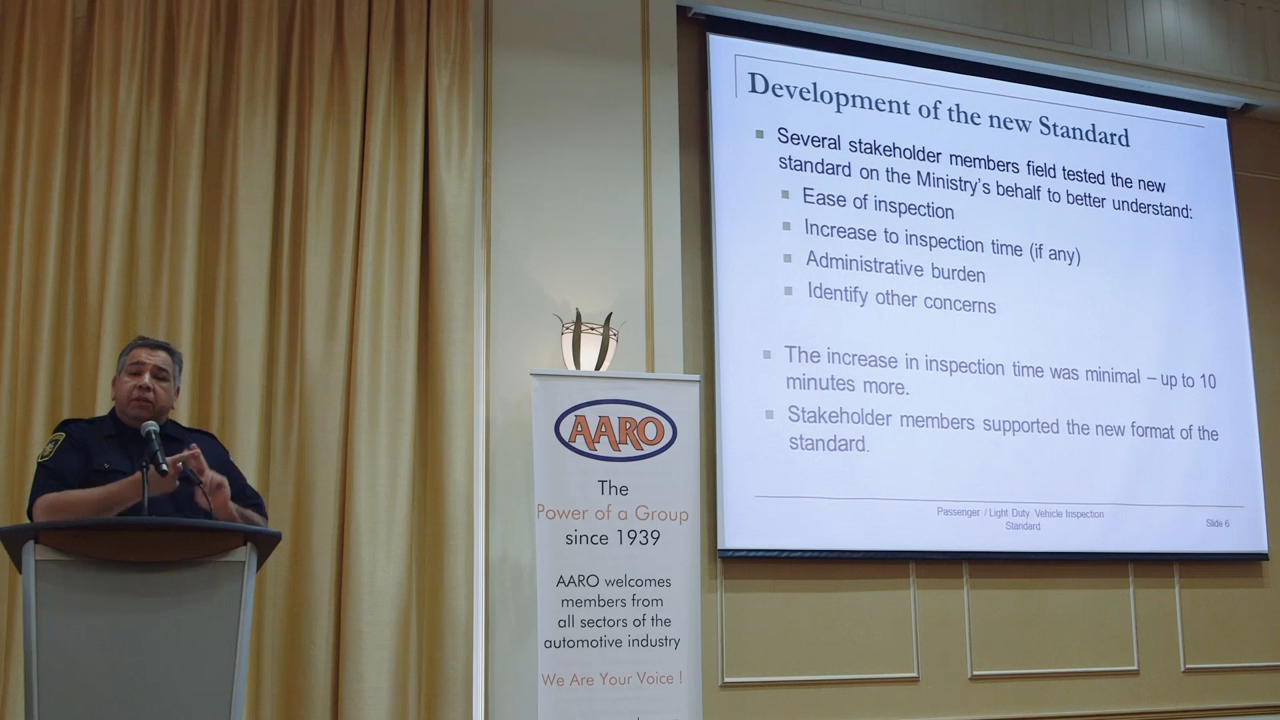 Development of the new Standard
Several stakeholder members field tested the new
standard on the Ministry's behalf to better understand:
Ease of inspection
Increase to inspection time (if any)
Administrative burden
Identify other concerns
The increase in inspection time was minimal – up to 10
minutes more.
Stakeholder members supported the new format of the
standard.
Passenger / Light Duty Vehicle Inspection
Standard
Slide 6
AARO
The
Power of a Group
since 1939
AARO welcomes
members from
all sectors of the
automotive industry
We Are Your Voice !